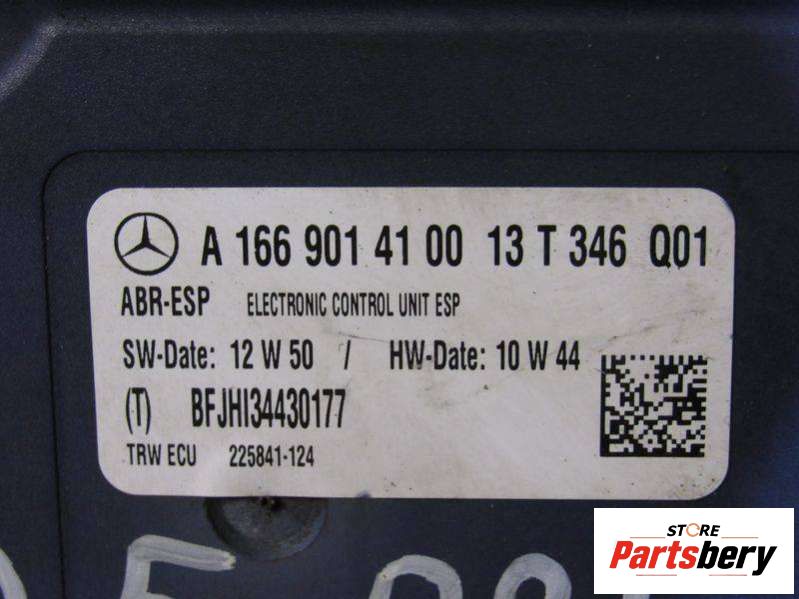 A 166 901 41 00 13 T 346 Q01
ABR-ESP ELECTRONIC CONTROL UNIT ESP
SW-Date: 12 W 50 / HW-Date: 10 W 44
(T) BFJHI34430177
TRW ECU 225841-124
STORE
Partsbery